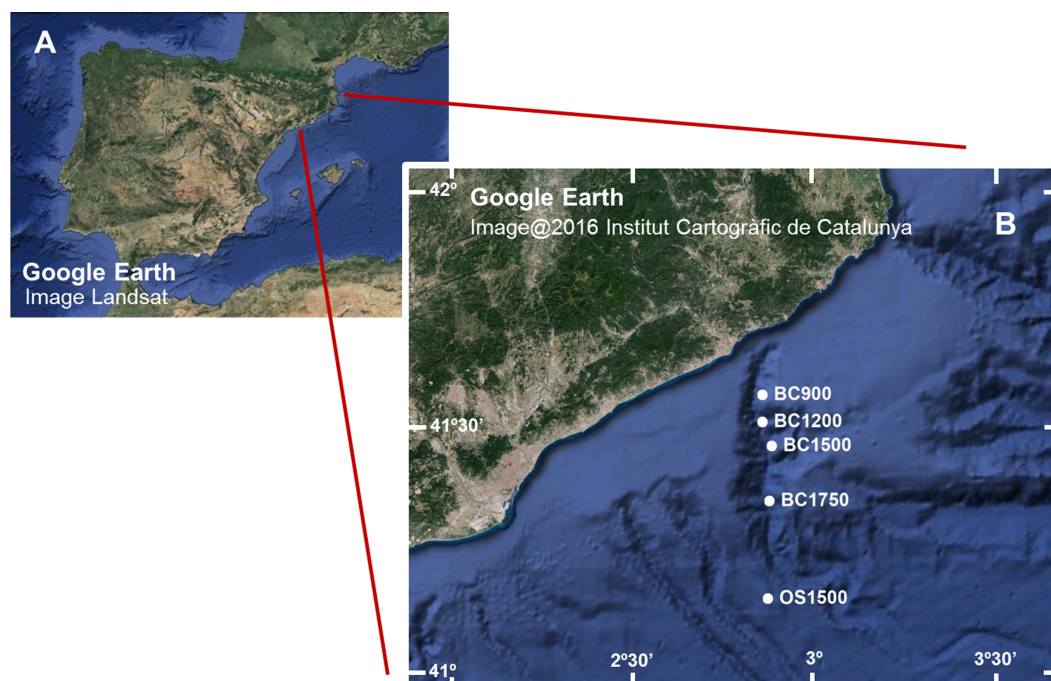 A
Google Earth
Image Landsat
42º
Google Earth
Image@2016 Institut Cartogràfic de Catalunya
B
BC900
BC1200
41º30’
BC1500
BC1750
OS1500
2º30’
3º
3º30’
41º